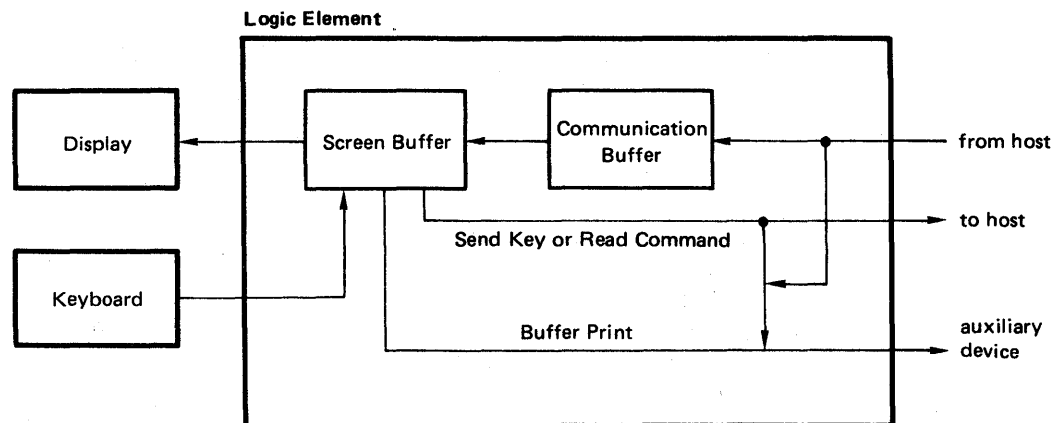 Logic Element
Display
Screen Buffer
Communication
Buffer
from host
to host
Send Key or Read Command
Keyboard
Buffer Print
auxiliary
device